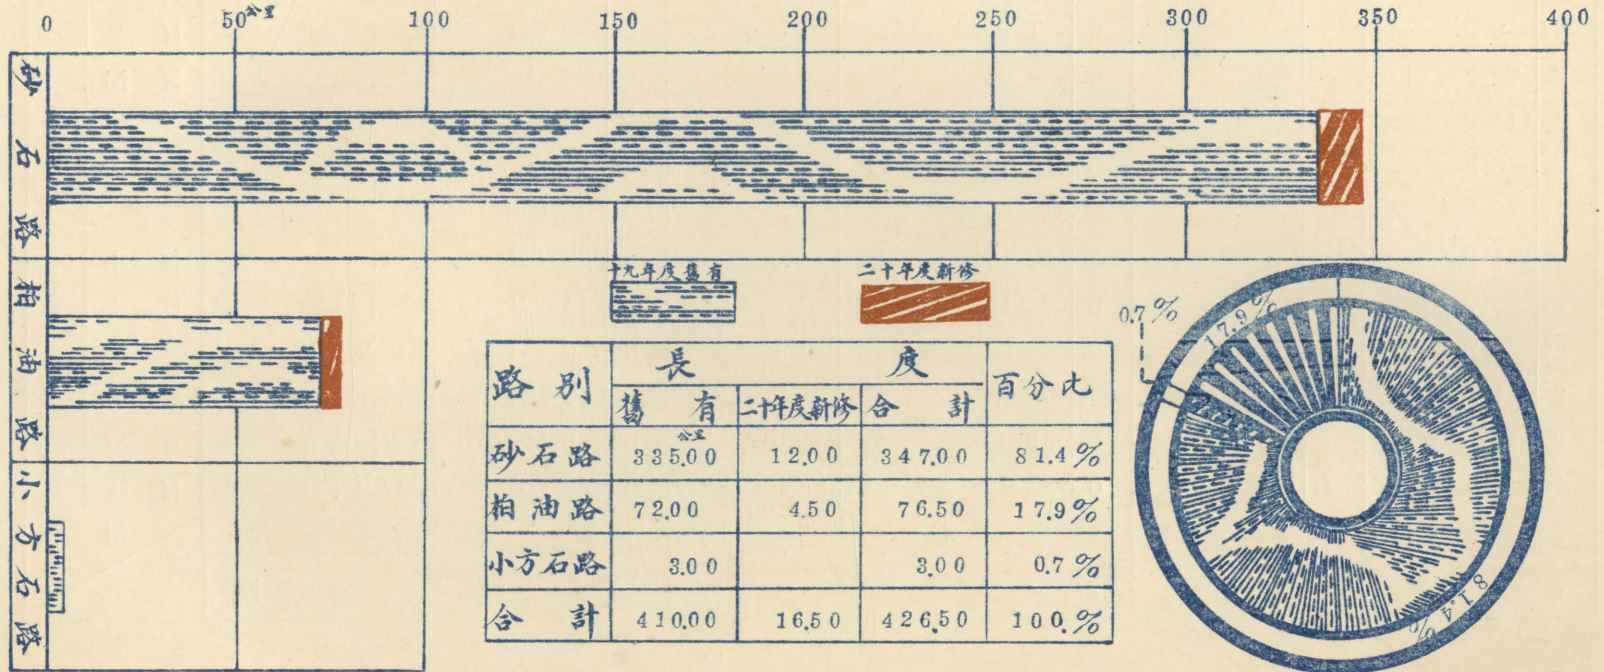 0 50公里 100 150 200 250 300 350 400
砂石路
柏油路
小方石路
十九年度舊有 二十年度新修
路別 長度 百分比
舊有 二十年度新修 合計
公里
砂石路 335.00 12.00 347.00 81.4%
柏油路 72.00 4.50 76.50 17.9%
小方石路 3.00 3.00 0.7%
合計 410.00 16.50 426.50 100.%
0.7%
17.9%
81.4%